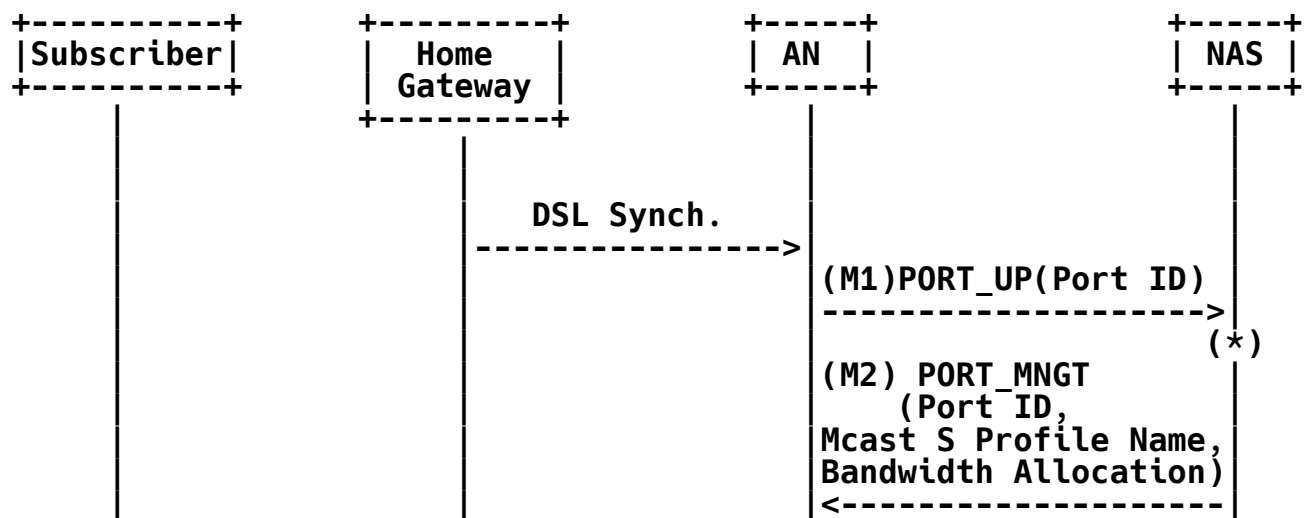 Subscriber Home Gateway AN NAS
DSL Synch.
(M1)PORT_UP(Port ID)
(*)
(M2) PORT_MNGT
(Port ID,
Mcast S Profile Name,
Bandwidth Allocation)